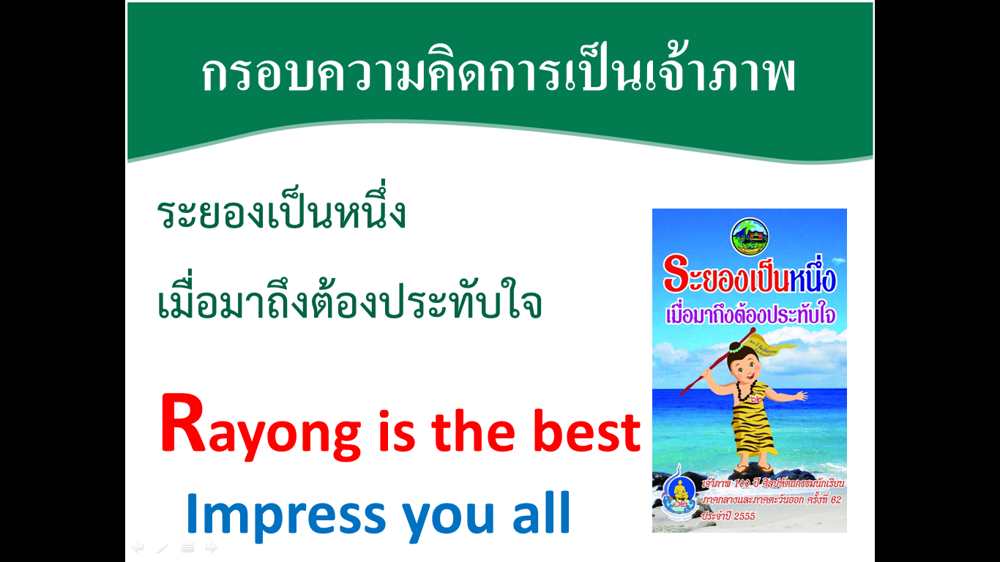 กรอบความคิดการเป็นเจ้าภาพ
ระยองเป็นหนึ่ง
เมื่อมาถึงต้องประทับใจ
Rayong is the best
Impress you all
ระยองเป็นหนึ่ง
เมื่อมาถึงต้องประทับใจ
๖๒
๖๒
เจ้าภาพ 100 ปี ศิลปหัตถกรรมนักเรียน
ภาคกลางและภาคตะวันออก ครั้งที่ 62
ประจำปี 2555